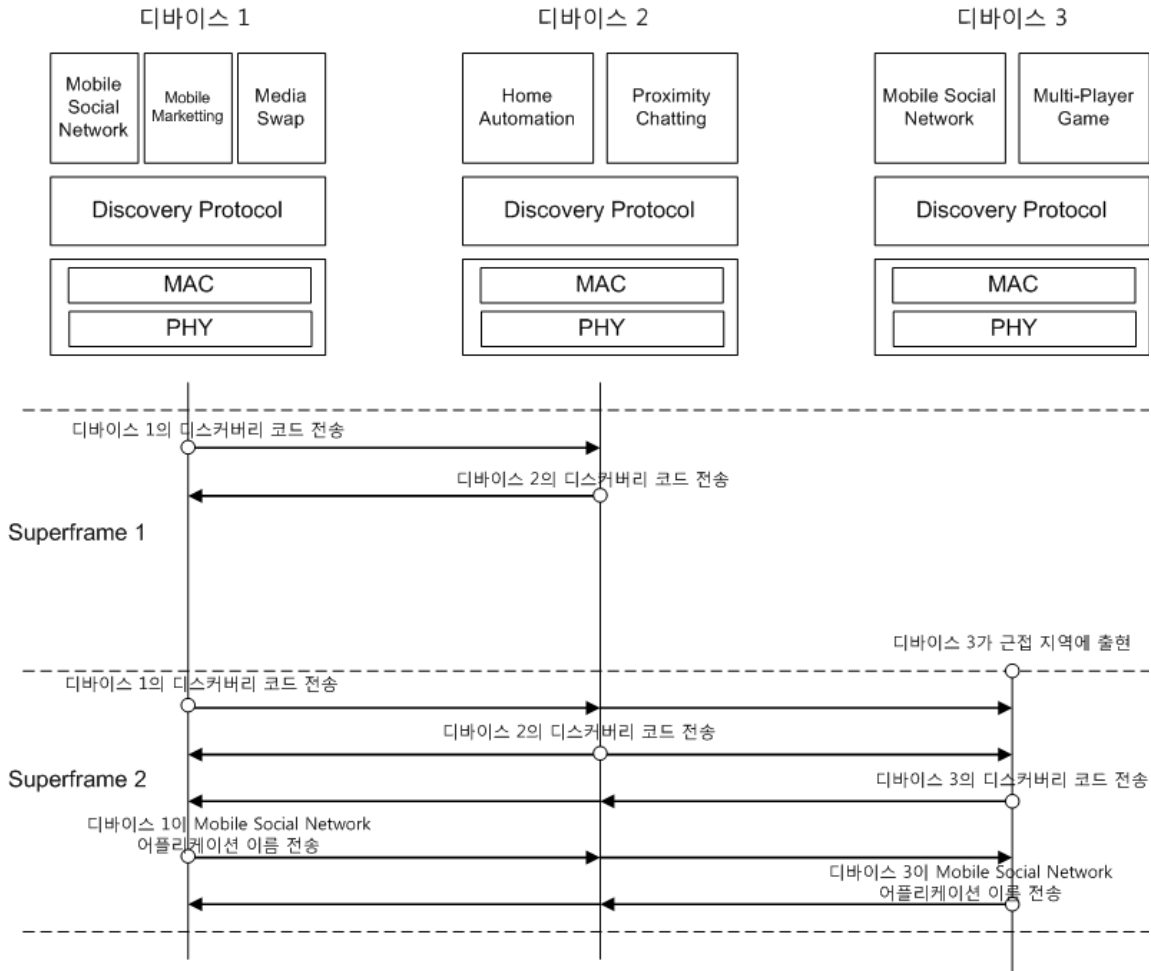 디바이스 1
디바이스 2
디바이스 3
Mobile
Social
Network
Mobile
Marketting
Media
Swap
Home
Automation
Proximity
Chatting
Mobile Social
Network
Multi-Player
Game
Discovery Protocol
Discovery Protocol
Discovery Protocol
MAC
MAC
MAC
PHY
PHY
PHY
디바이스 1의 디스커버리 코드 전송
디바이스 2의 디스커버리 코드 전송
Superframe 1
디바이스 3가 근접 지역에 출현
디바이스 1의 디스커버리 코드 전송
디바이스 2의 디스커버리 코드 전송
Superframe 2
디바이스 3의 디스커버리 코드 전송
디바이스 1이 Mobile Social Network
어플리케이션 이름 전송
디바이스 3이 Mobile Social Network
어플리케이션 이름 전송